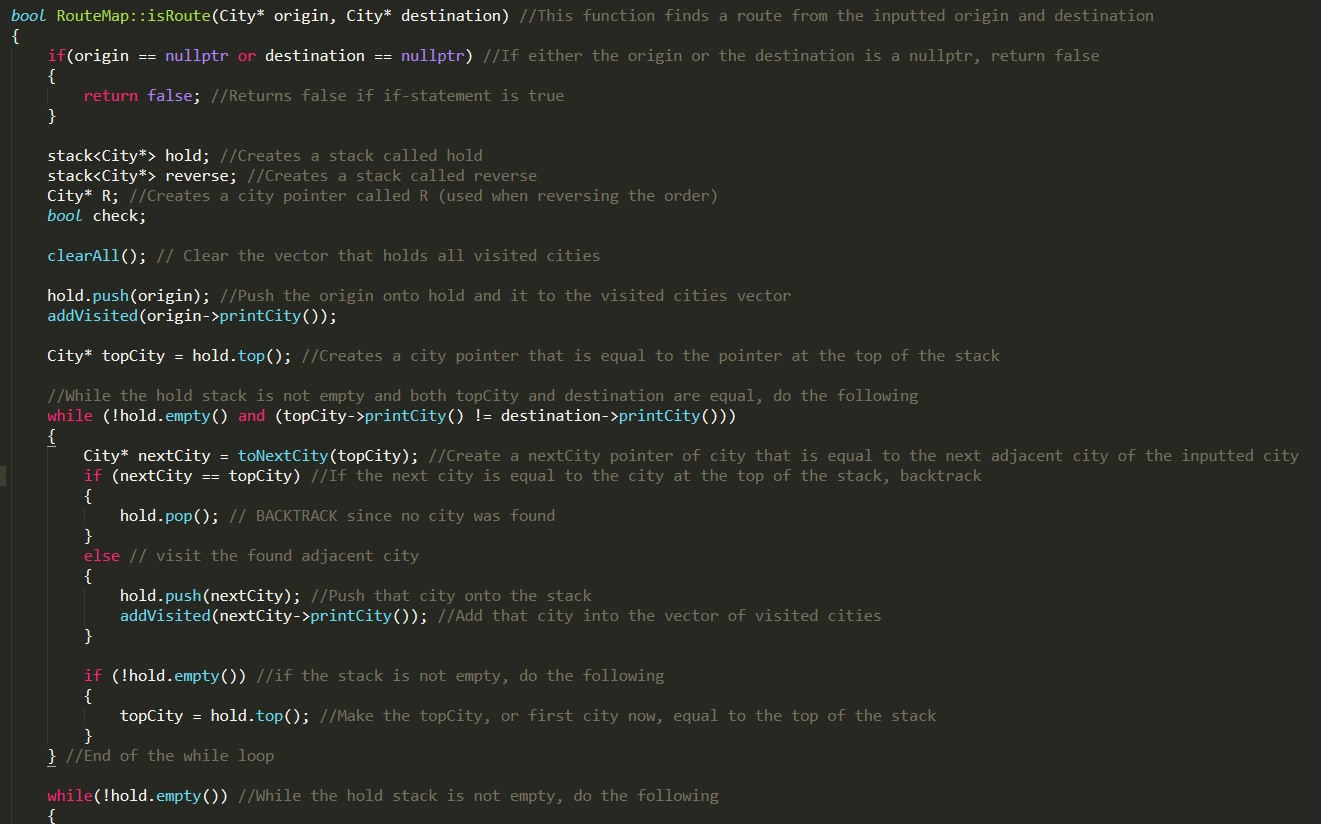 bool RouteMap::isRoute(City* origin, City* destination) //This function finds a route from the inputted origin and destination
{
if(origin == nullptr or destination == nullptr) //If either the origin or the destination is a nullptr, return false
{
return false; //Returns false if if-statement is true
}
stack<City*> hold; //Creates a stack called hold
stack<City*> reverse; //Creates a stack called reverse
City* R; //Creates a city pointer called R (used when reversing the order)
bool check;
clearAll(); // Clear the vector that holds all visited cities
hold.push(origin); //Push the origin onto hold and it to the visited cities vector
addVisited(origin->printCity());
City* topCity = hold.top(); //Creates a city pointer that is equal to the pointer at the top of the stack
//While the hold stack is not empty and both topCity and destination are equal, do the following
while (!hold.empty() and (topCity->printCity() != destination->printCity()))
{
City* nextCity = toNextCity(topCity); //Create a nextCity pointer of city that is equal to the next adjacent city of the inputted city
if (nextCity == topCity) //If the next city is equal to the city at the top of the stack, backtrack
{
hold.pop(); // BACKTRACK since no city was found
}
else // visit the found adjacent city
{
hold.push(nextCity); //Push that city onto the stack
addVisited(nextCity->printCity()); //Add that city into the vector of visited cities
}
if (!hold.empty()) //if the stack is not empty, do the following
{
topCity = hold.top(); //Make the topCity, or first city now, equal to the top of the stack
}
} //End of the while loop
while(!hold.empty()) //While the hold stack is not empty, do the following
{